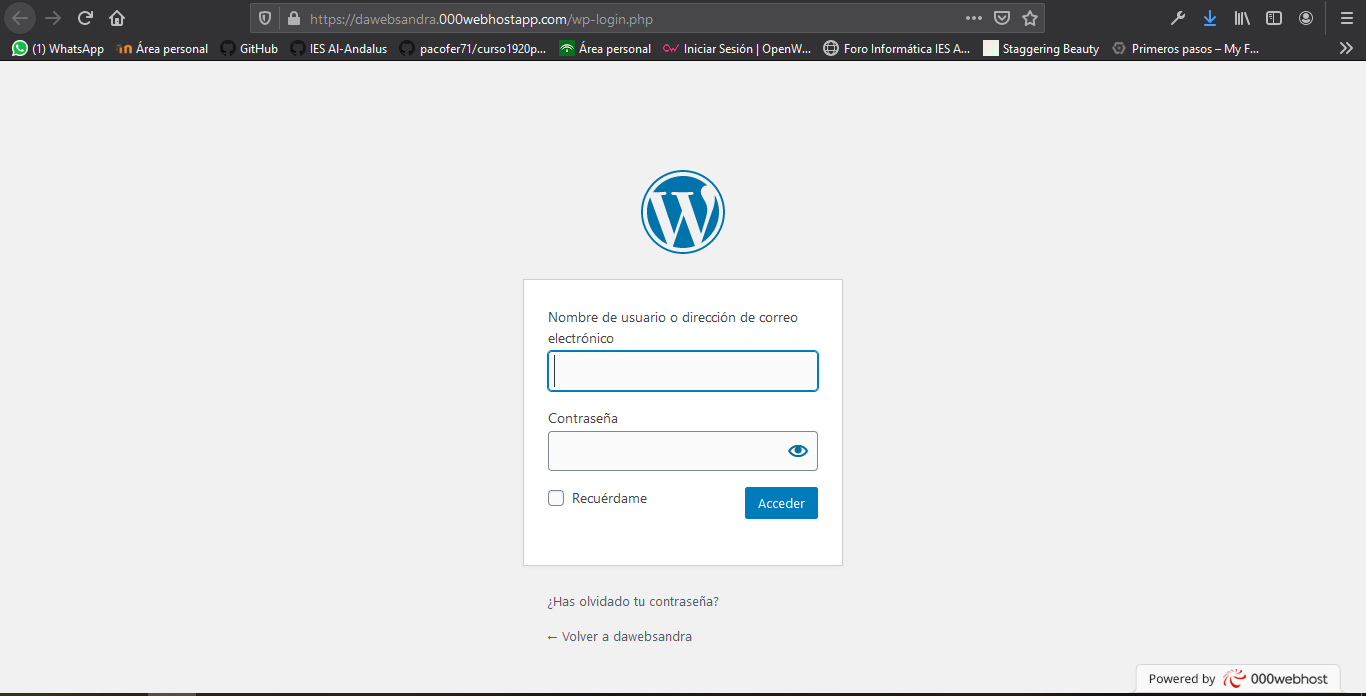 https://dawebsandra.000webhostapp.com/wp-login.php
(1) WhatsApp
Área personal
GitHub
IES Al-Andalus
pacofer71/curso1920p...
Área personal
Iniciar Sesión | OpenW...
Foro Informática IES A...
Staggering Beauty
Primeros pasos – My F...
Nombre de usuario o dirección de correo
electrónico
Contraseña
Recuérdame
Acceder
¿Has olvidado tu contraseña?
← Volver a dawebsandra
Powered by 000webhost